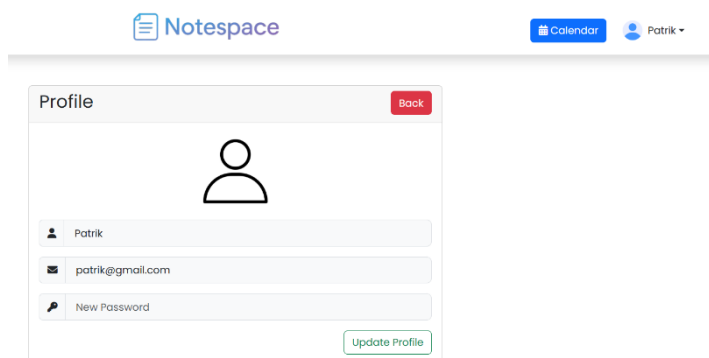 Notespace
Calendar
Patrik
Profile
Back
Patrik
patrik@gmail.com
New Password
Update Profile